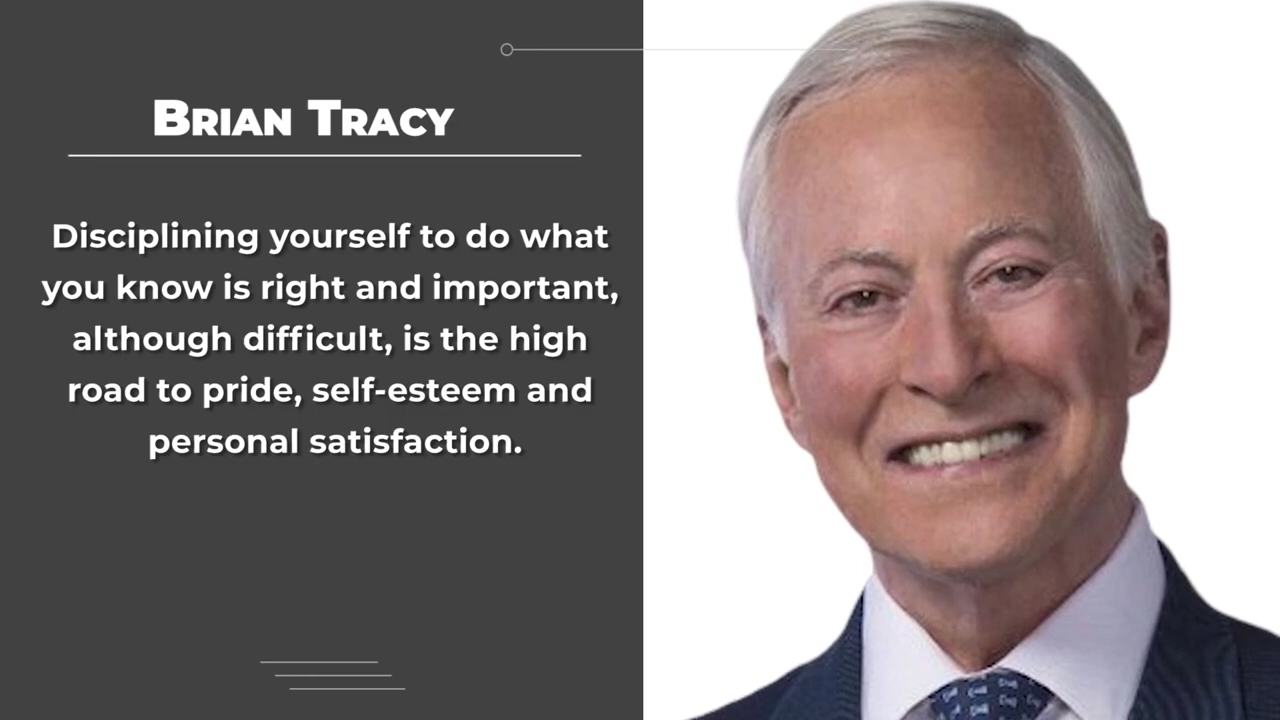 Brian Tracy
Disciplining yourself to do what
you know is right and important,
although difficult, is the high
road to pride, self-esteem and
personal satisfaction.